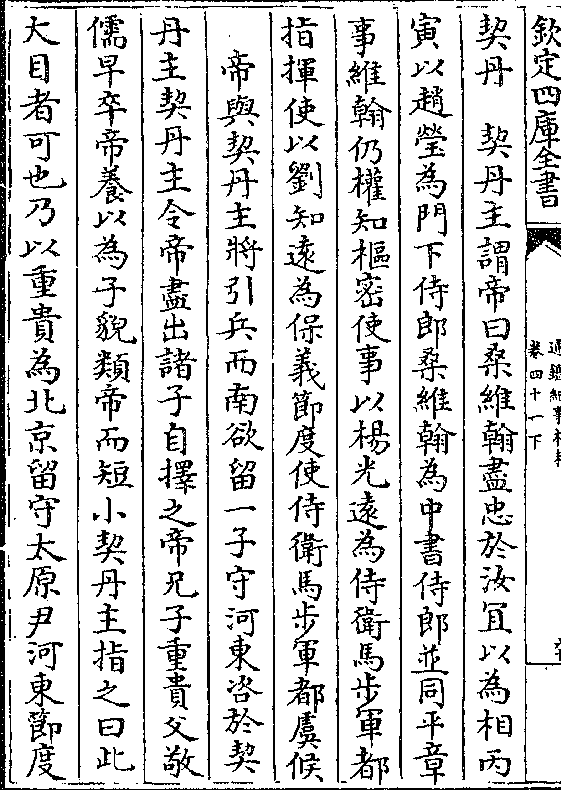 欽定四庫全書
通鑑紀事本末
卷四十一下
契丹　契丹主謂帝曰桑維翰盡忠於汝冝以為相丙
寅以趙瑩為門下侍郎桑維翰為中書侍郎並同平章
事維翰仍權知樞密使事以楊光遠為侍衛馬步軍都
指揮使以劉知遠為保義節度使侍衛馬步軍都虞候
帝與契丹主將引兵而南欲留一子守河東咨於契
丹主契丹主令帝盡出諸子自擇之帝兄子重貴父敬
儒早卒帝養以為子貌類帝而短小契丹主指之曰此
大目者可也乃以重貴為北京留守太原尹河東節度